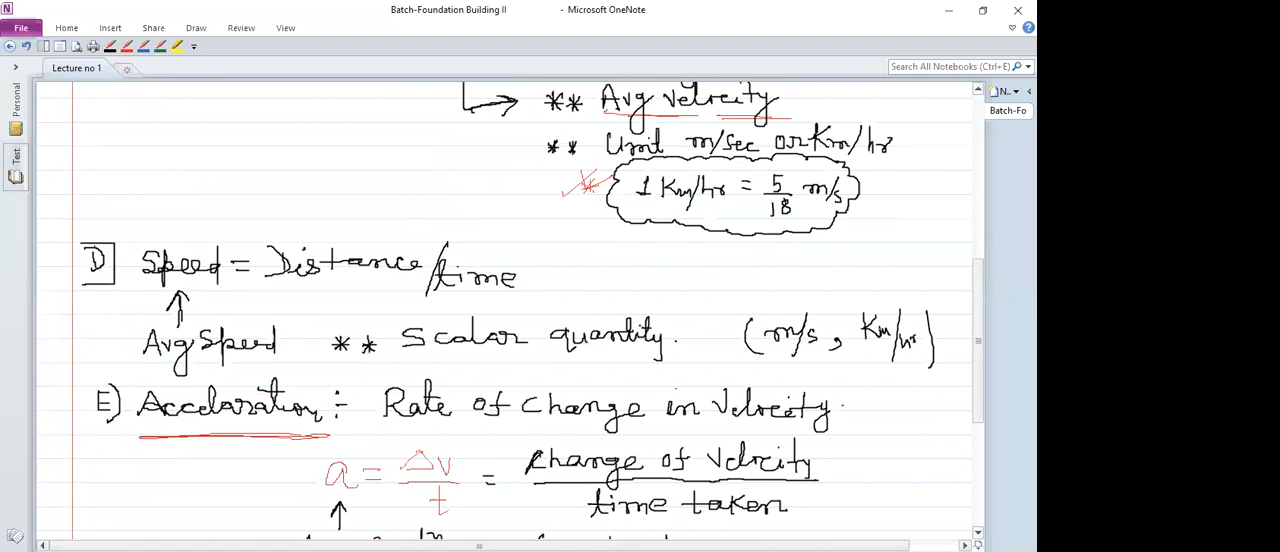 Batch-Foundation Building II - Microsoft OneNote
File Home Insert Share Draw Review View
Lecture no 1
Search All Notebooks (Ctrl+E)
N..
Personal
Batch-Fo
Test
** Avg Velocity
** Unit m/sec or Km/hr
* 1 Km/hr = 5/18 m/s
D Speed = Distance/time
Avg Speed ** Scalar quantity. (m/s, Km/hr)
E) Accelaration ÷ Rate of change in Velocity.
a = Δv/t = Change of Velocity/time taken